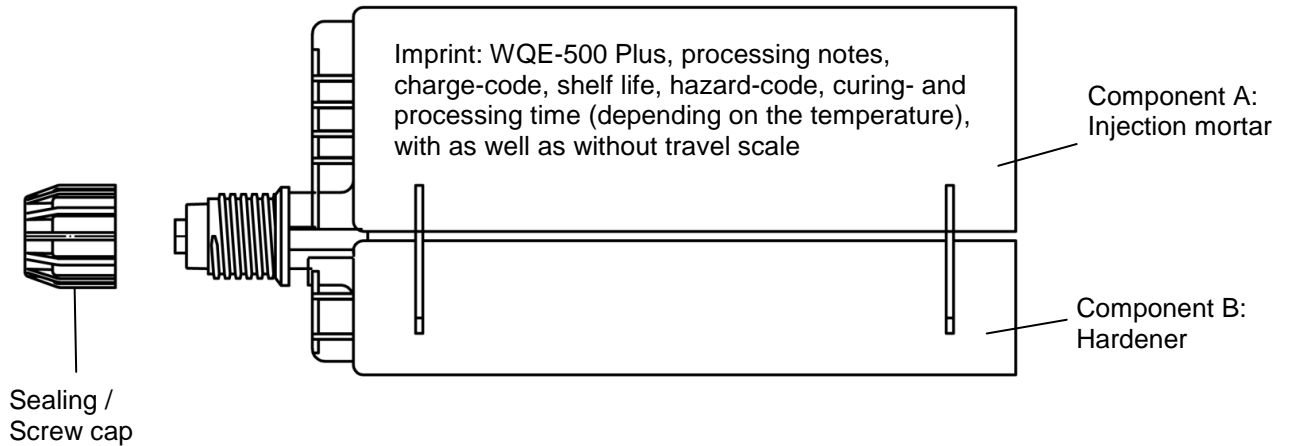 Imprint: WQE-500 Plus, processing notes,
charge-code, shelf life, hazard-code, curing- and
processing time (depending on the temperature),
with as well as without travel scale
Component A:
Injection mortar
Component B:
Hardener
Sealing /
Screw cap